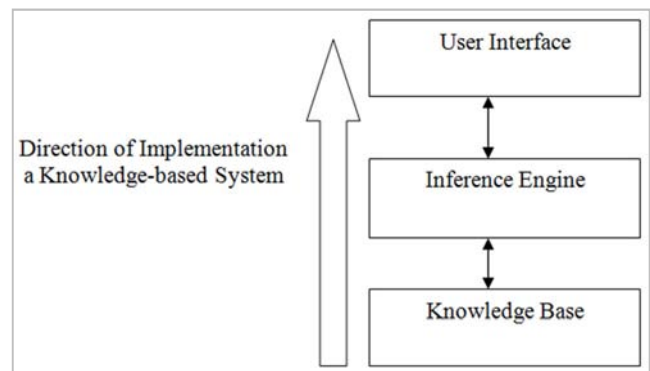 User Interface
Direction of Implementation
a Knowledge-based System
Inference Engine
Knowledge Base